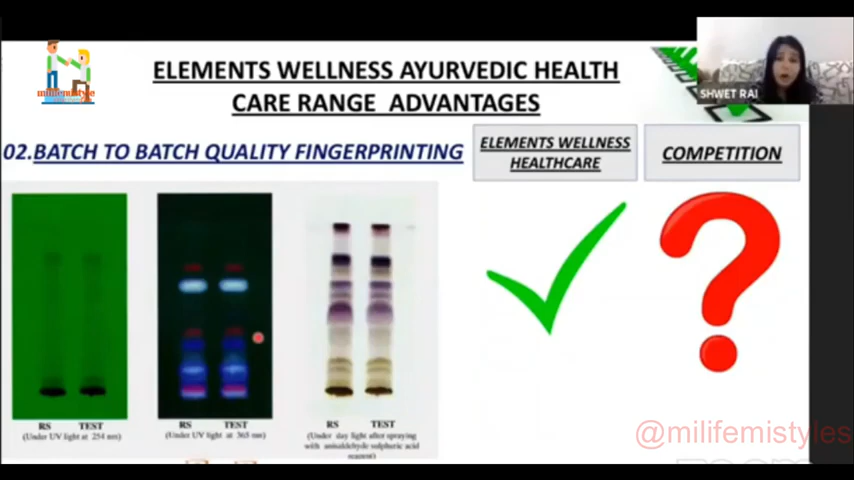 milifemistyle
ELEMENTS WELLNESS AYURVEDIC HEALTH
CARE RANGE ADVANTAGES
SHWET RAI
02.BATCH TO BATCH QUALITY FINGERPRINTING
ELEMENTS WELLNESS
HEALTHCARE
COMPETITION
RS TEST
(Under UV light at 254 nm)
RS TEST
(Under UV light at 365 nm)
RS TEST
(Under day light after spraying
with anisaldehyde sulphuric acid
reagent)
@milifemistyles
zoom